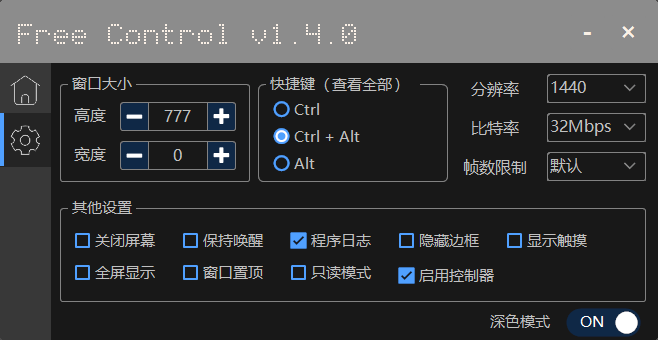 Free Control v1.4.0
窗口大小
高度 777
宽度 0
快捷键（查看全部）
Ctrl
Ctrl + Alt
Alt
分辨率 1440
比特率 32Mbps
帧数限制 默认
其他设置
关闭屏幕 保持唤醒 程序日志 隐藏边框 显示触摸
全屏显示 窗口置顶 只读模式 启用控制器
深色模式 ON